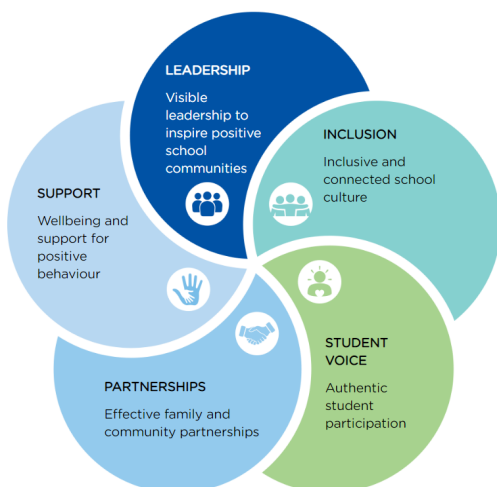 LEADERSHIP
Visible
leadership to
inspire positive
school
communities
INCLUSION
Inclusive and
connected school
culture
STUDENT
VOICE
Authentic
student
participation
PARTNERSHIPS
Effective family and
community partnerships
SUPPORT
Wellbeing and
support for
positive
behaviour